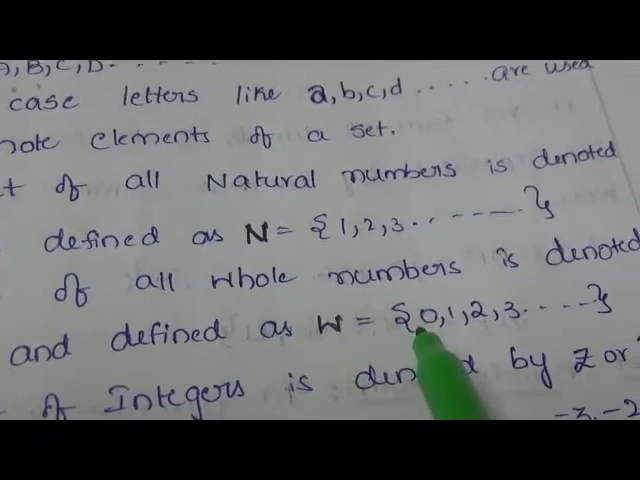 A, B, C, D. . . . . . .
case letters like a, b, c, d ..... are used
note elements of a set.
t of all Natural numbers is denoted
defined as N = {1, 2, 3. . . ----- }
of all whole numbers is denoted
and defined as W = {0, 1, 2, 3. . . . . }
of Integers is den d by Z or
-3, -2